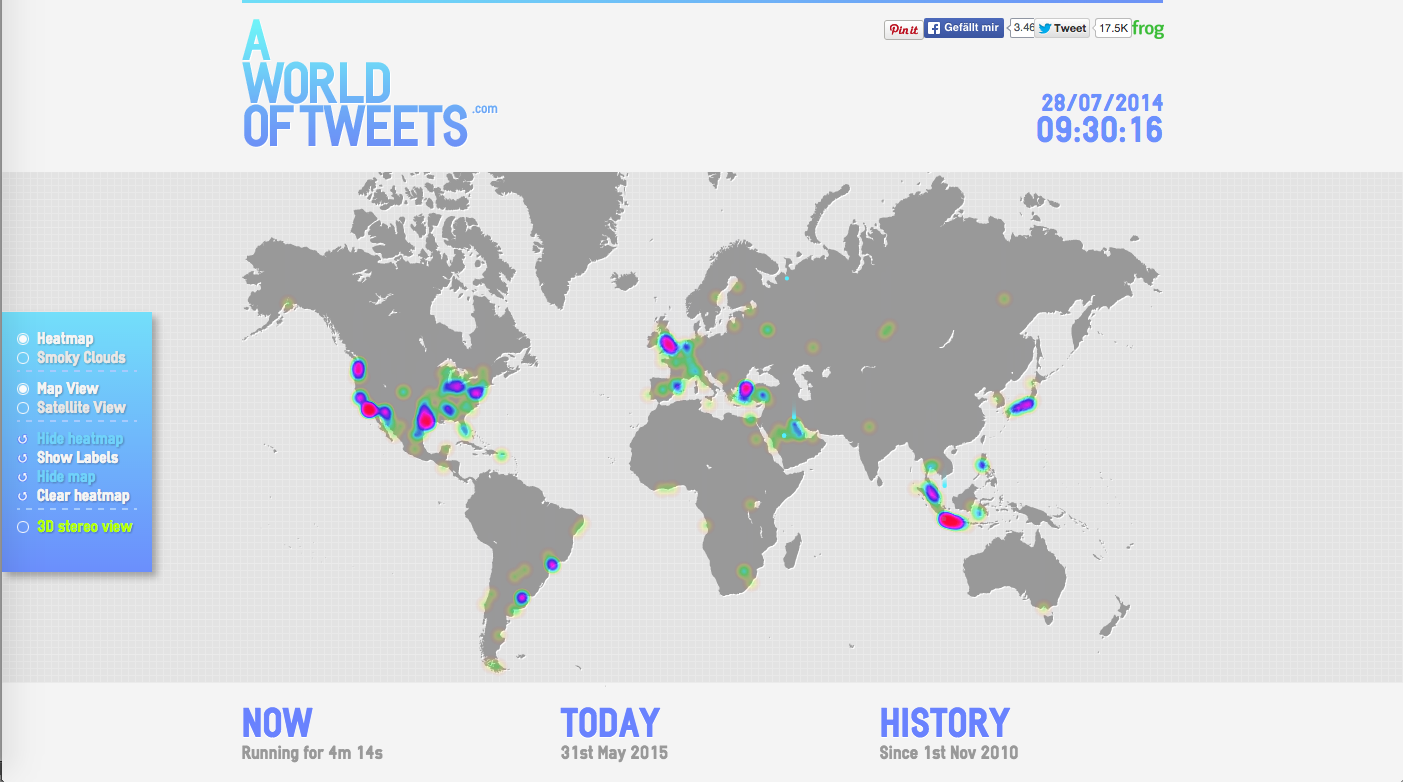 A
WORLD
OF TWEETS .com
Pin it
Gefällt mir
3.46
Tweet
17.5K
frog
28/07/2014
09:30:16
Heatmap
Smoky Clouds
Map View
Satellite View
Hide heatmap
Show Labels
Hide map
Clear heatmap
3D stereo view
NOW
Running for 4m 14s
TODAY
31st May 2015
HISTORY
Since 1st Nov 2010